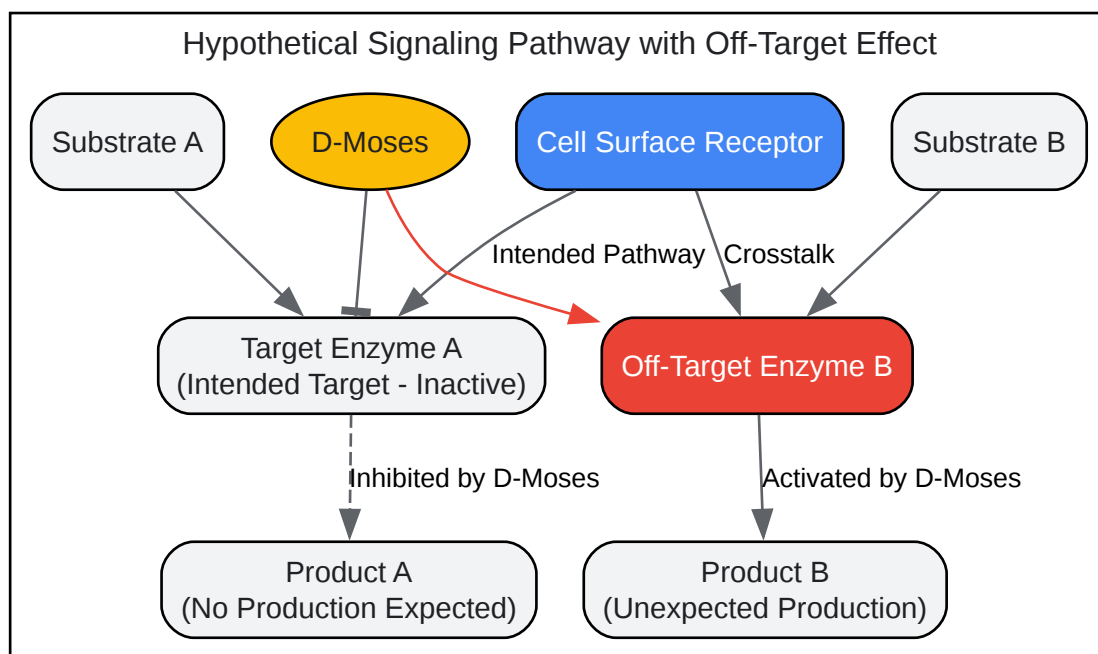 Hypothetical Signaling Pathway with Off-Target Effect
Substrate A
D-Moses
Cell Surface Receptor
Substrate B
Intended Pathway
Crosstalk
Target Enzyme A
(Intended Target - Inactive)
Off-Target Enzyme B
Inhibited by D-Moses
Activated by D-Moses
Product A
(No Production Expected)
Product B
(Unexpected Production)